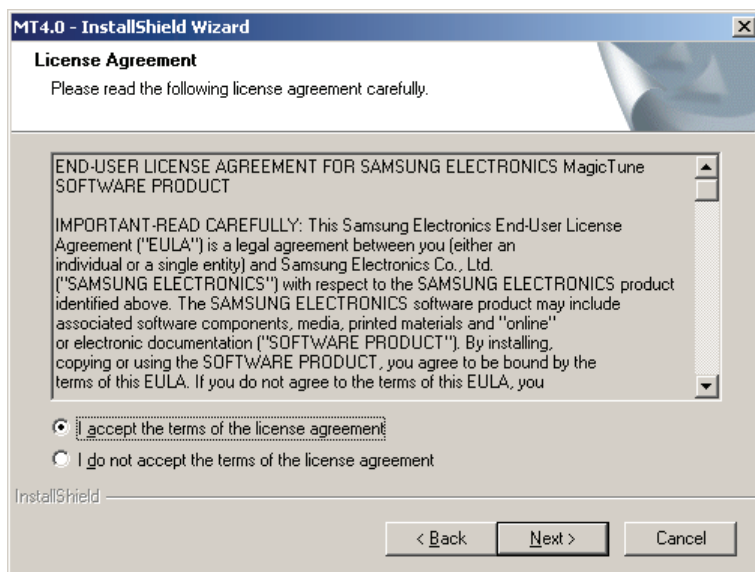 MT4.0 - InstallShield Wizard
License Agreement
Please read the following license agreement carefully.
END-USER LICENSE AGREEMENT FOR SAMSUNG ELECTRONICS MagicTune
SOFTWARE PRODUCT
IMPORTANT-READ CAREFULLY: This Samsung Electronics End-User License
Agreement ("EULA") is a legal agreement between you (either an
individual or a single entity) and Samsung Electronics Co., Ltd.
("SAMSUNG ELECTRONICS") with respect to the SAMSUNG ELECTRONICS product
identified above. The SAMSUNG ELECTRONICS software product may include
associated software components, media, printed materials and "online"
or electronic documentation ("SOFTWARE PRODUCT"). By installing,
copying or using the SOFTWARE PRODUCT, you agree to be bound by the
terms of this EULA. If you do not agree to the terms of this EULA, you
I accept the terms of the license agreement
I do not accept the terms of the license agreement
InstallShield
< Back Next > Cancel